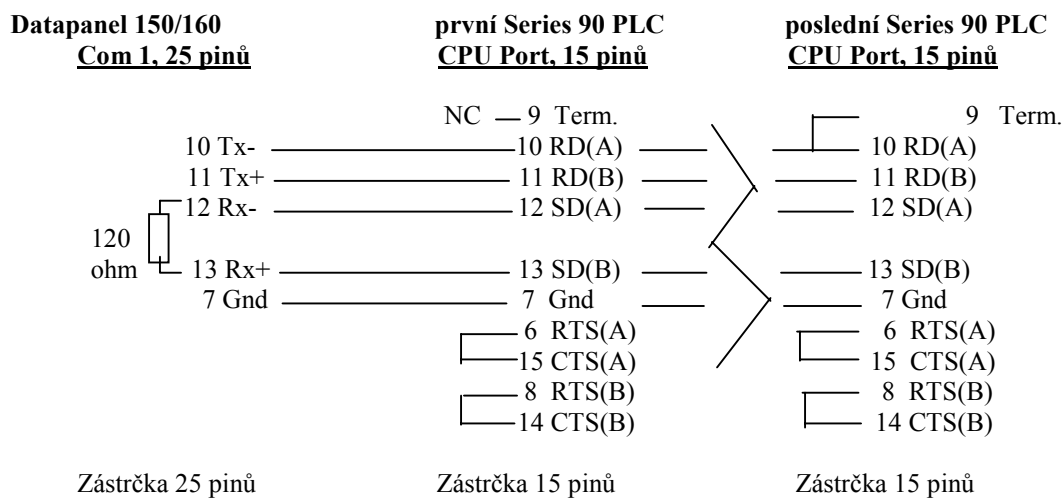 Datapanel 150/160 první Series 90 PLC poslední Series 90 PLC
Com 1, 25 pinů CPU Port, 15 pinů CPU Port, 15 pinů
NC 9 Term. 9 Term.
10 Tx- 10 RD(A) 10 RD(A)
11 Tx+ 11 RD(B) 11 RD(B)
12 Rx- 12 SD(A) 12 SD(A)
120
ohm 13 Rx+ 13 SD(B) 13 SD(B)
7 Gnd 7 Gnd 7 Gnd
6 RTS(A) 6 RTS(A)
15 CTS(A) 15 CTS(A)
8 RTS(B) 8 RTS(B)
14 CTS(B) 14 CTS(B)
Zástrčka 25 pinů Zástrčka 15 pinů Zástrčka 15 pinů